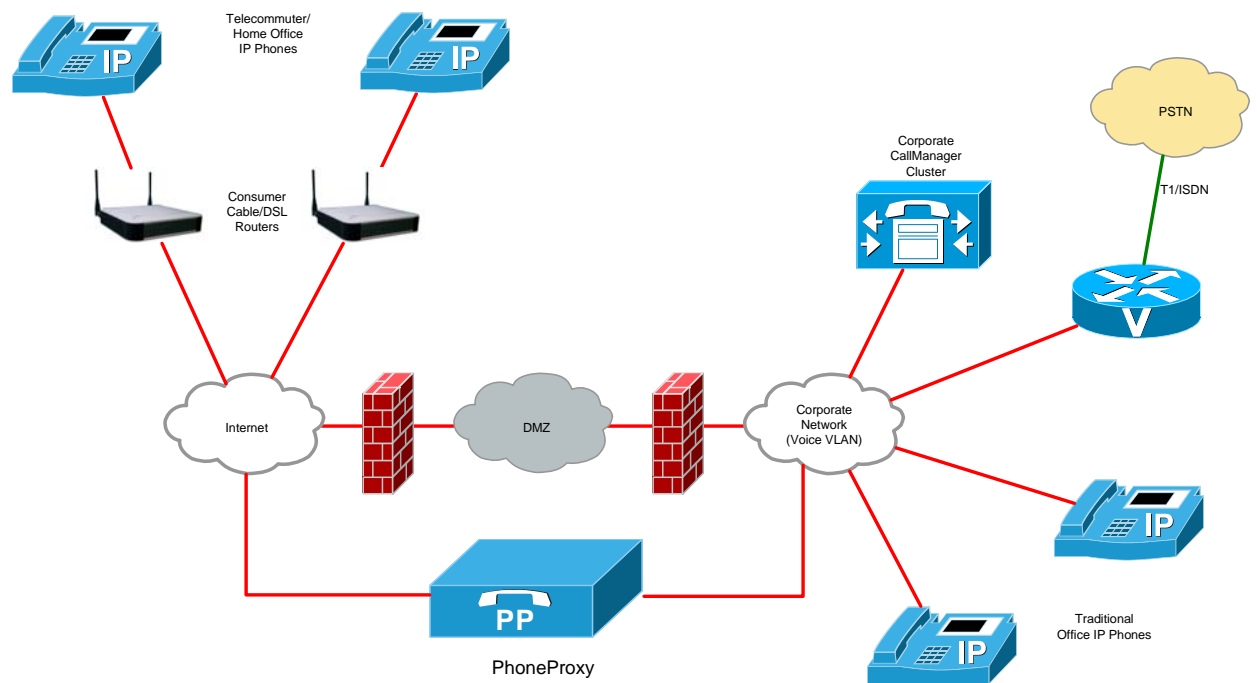 Telecommuter/
Home Office
IP Phones
IP
IP
PSTN
Corporate
CallManager
Cluster
T1/ISDN
Consumer
Cable/DSL
Routers
V
Internet
DMZ
Corporate
Network
(Voice VLAN)
IP
PP
IP
Traditional
Office IP Phones
PhoneProxy